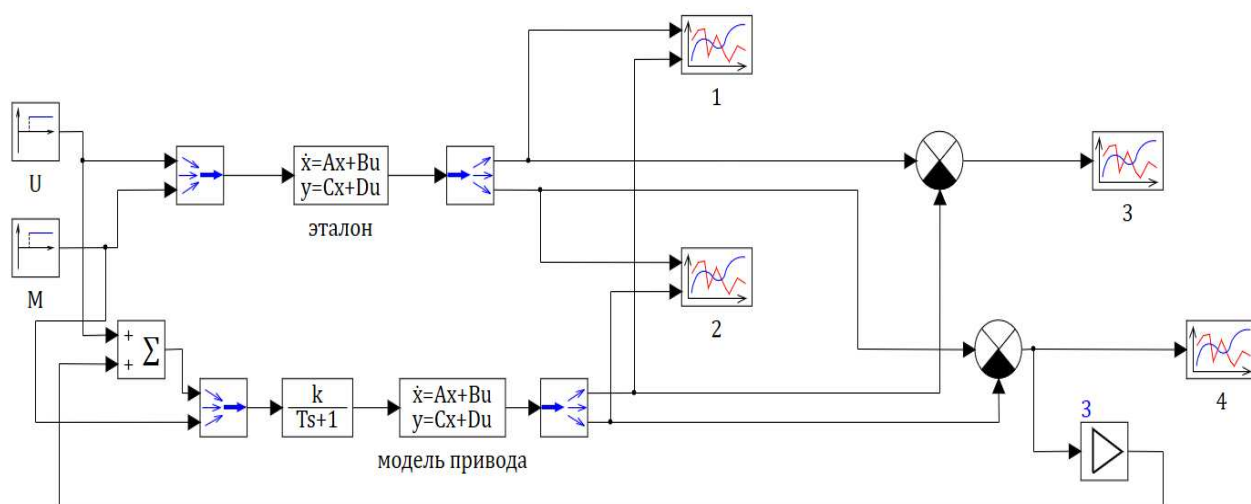 1
U
ẋ=Ax+Bu
y=Cx+Du
эталон
3
M
2
+
+
Σ
k
Ts+1
ẋ=Ax+Bu
y=Cx+Du
модель привода
4
3